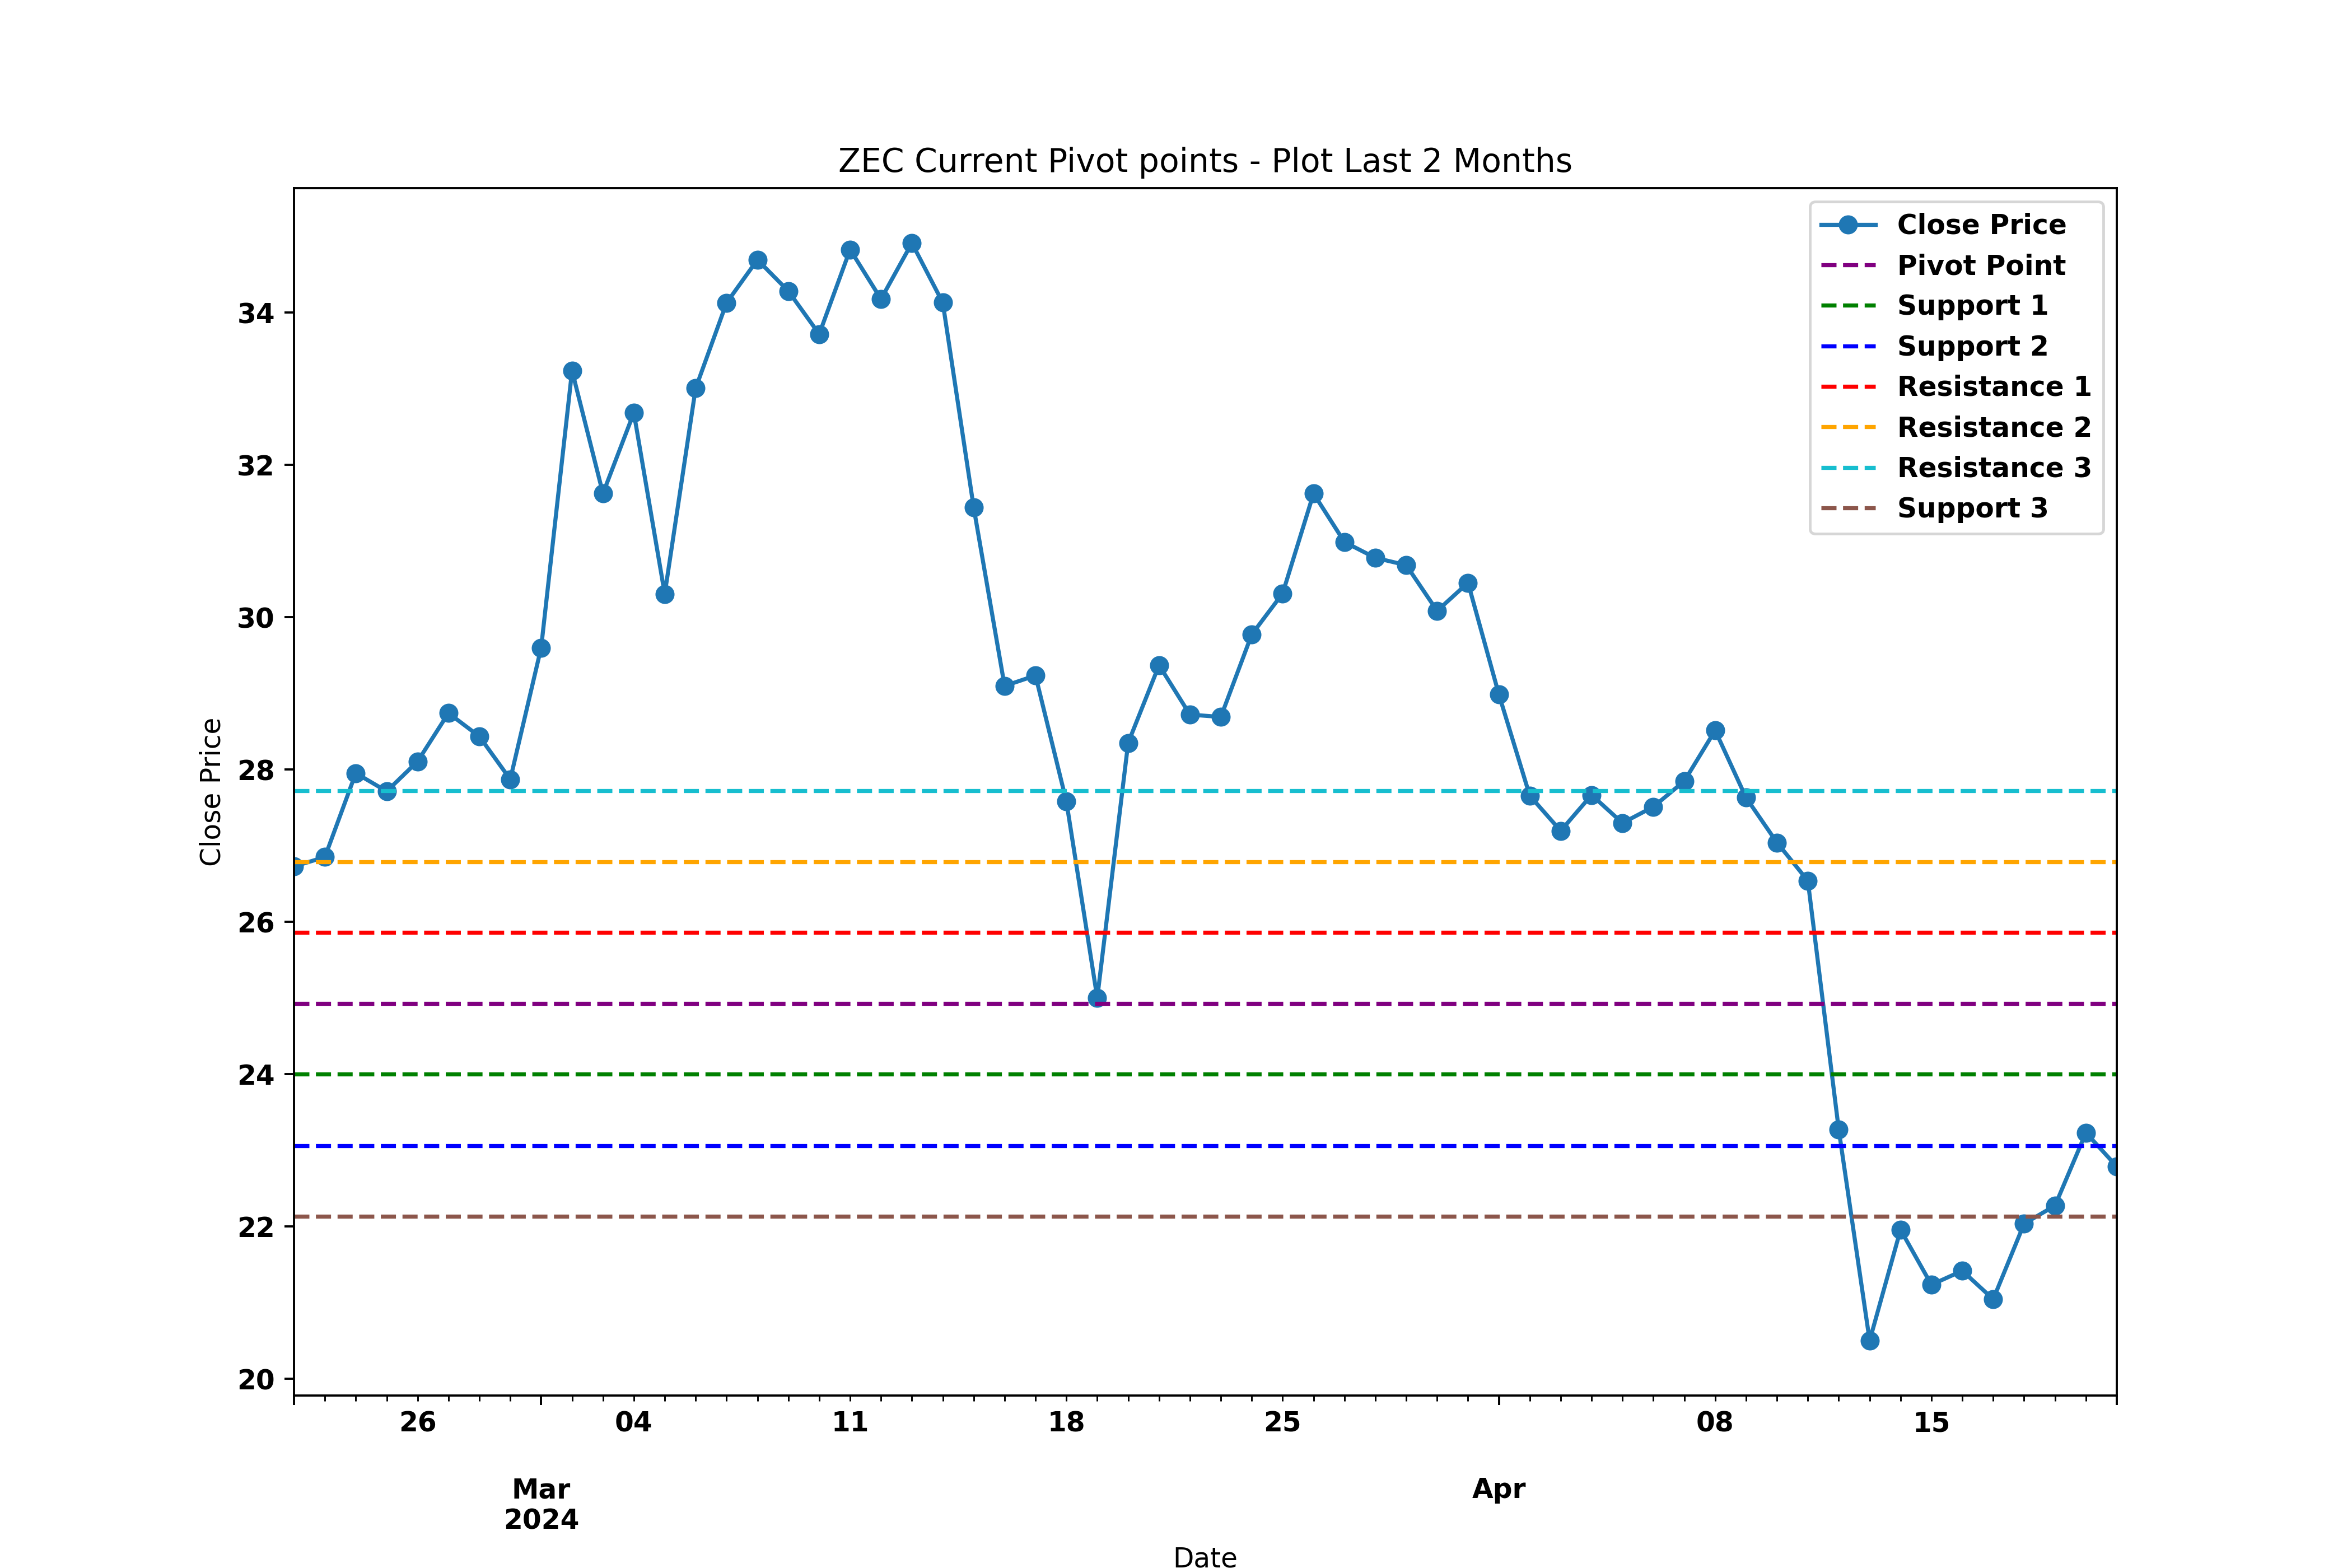 ZEC Current Pivot points - Plot Last 2 Months
Close Price
Pivot Point
Support 1
Support 2
Resistance 1
Resistance 2
Resistance 3
Support 3
Close Price
34
32
30
28
26
24
22
20
26 04 11 18 25 08 15
Mar Apr
2024
Date